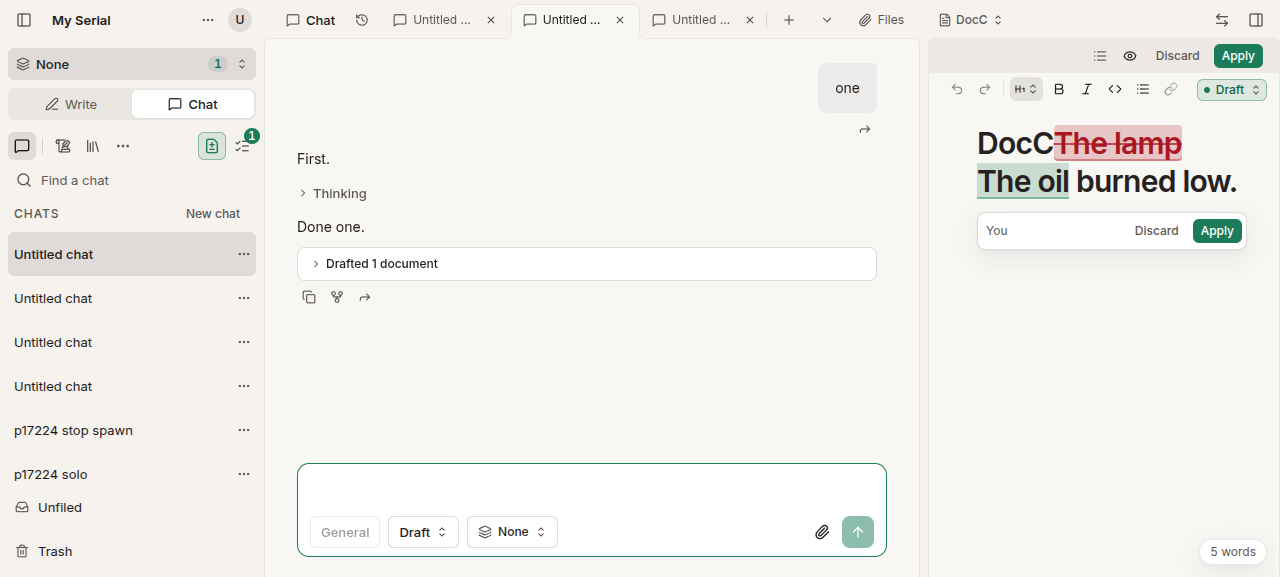 My Serial
U
Chat
Untitled ...
Untitled ...
Untitled ...
Files
DocC
None
1
Write
Chat
1
Find a chat
CHATS
New chat
Untitled chat
Untitled chat
Untitled chat
Untitled chat
p17224 stop spawn
p17224 solo
Unfiled
Trash
one
First.
Thinking
Done one.
Drafted 1 document
General
Draft
None
Discard
Apply
H1
B
I
Draft
DocCThe lamp
The oil burned low.
You
Discard
Apply
5 words